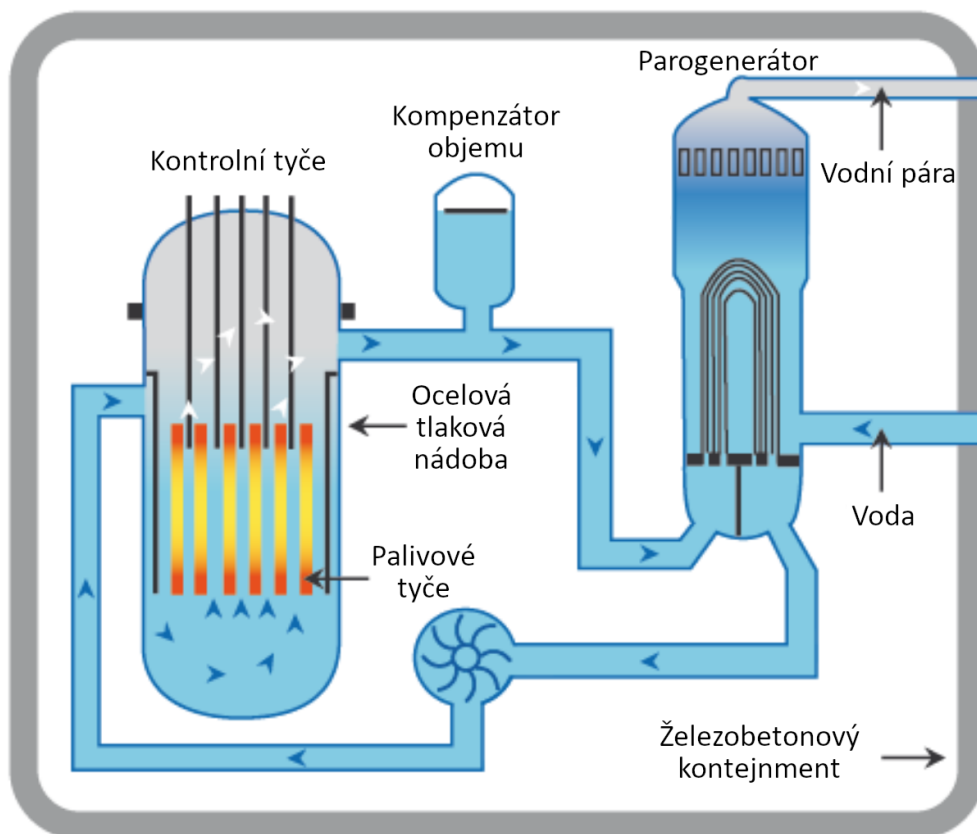 Parogenerátor
Kompenzátor
objemu
Kontrolní tyče
Vodní pára
Ocelová
tlaková
nádoba
Voda
Palivové
tyče
Železobetonový
kontejnment